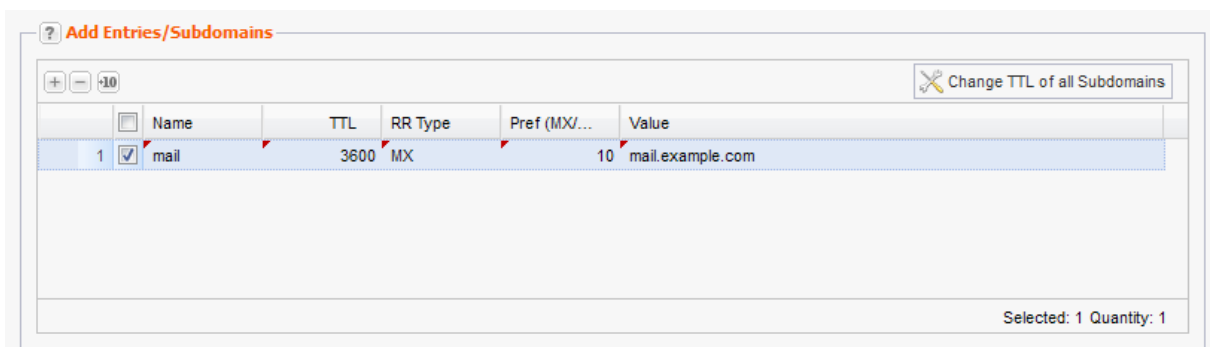 ? Add Entries/Subdomains
+ - +10 Change TTL of all Subdomains
Name TTL RR Type Pref (MX/... Value
1 mail 3600 MX 10 mail.example.com
Selected: 1 Quantity: 1